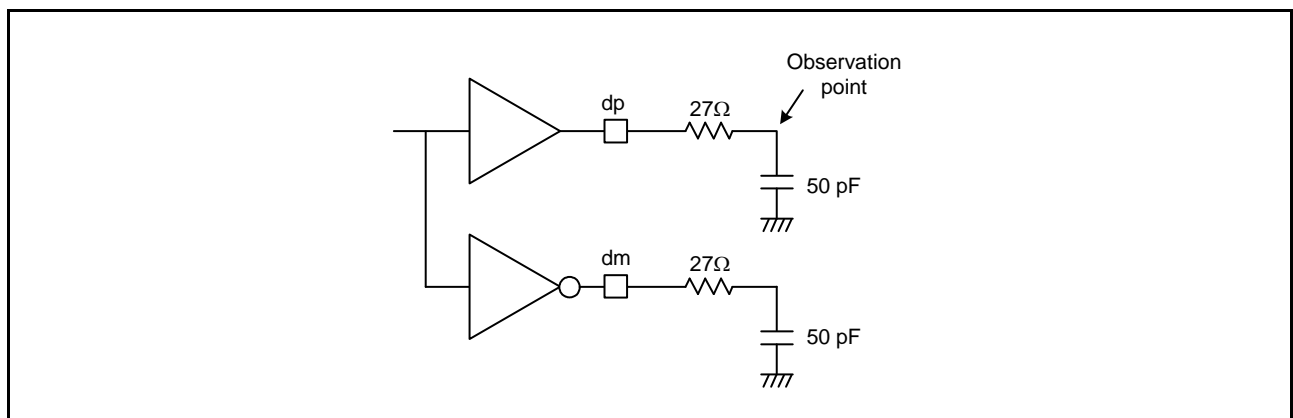 Observation
point
dp
27Ω
50 pF
dm
27Ω
50 pF